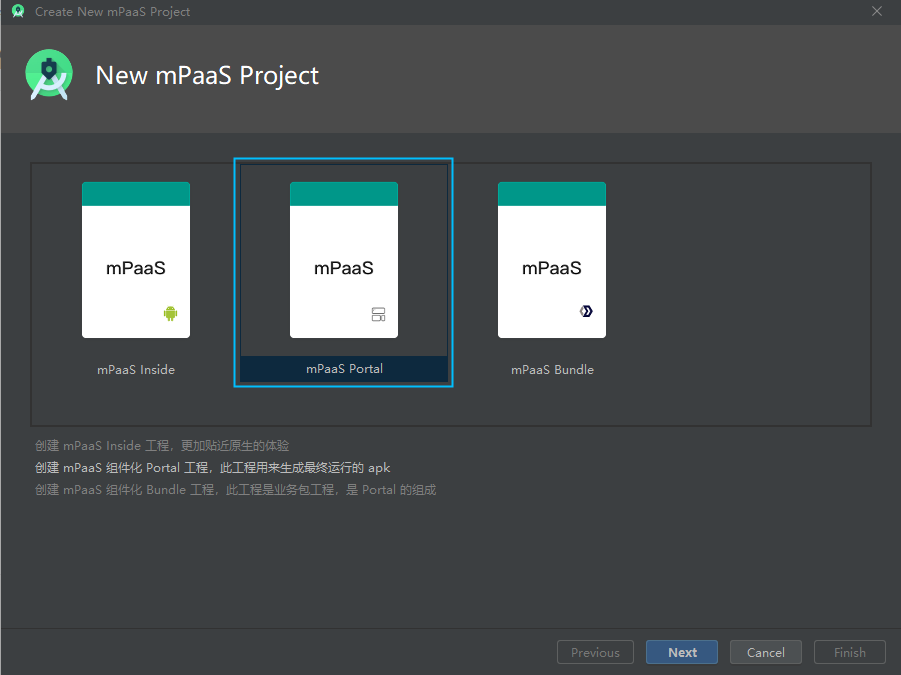 Create New mPaaS Project
New mPaaS Project
mPaaS
mPaaS
mPaaS
mPaaS Inside
mPaaS Portal
mPaaS Bundle
创建 mPaaS Inside 工程，更加贴近原生的体验
创建 mPaaS 组件化 Portal 工程，此工程用来生成最终运行的 apk
创建 mPaaS 组件化 Bundle 工程，此工程是业务包工程，是 Portal 的组成
Previous
Next
Cancel
Finish